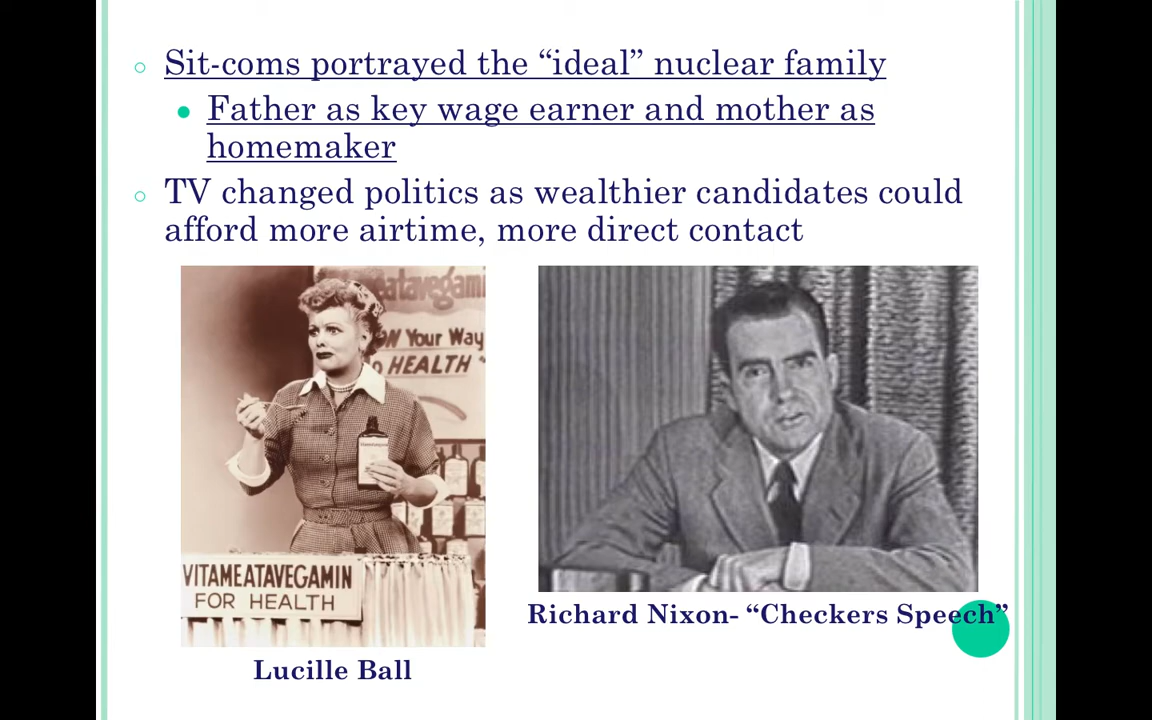 Sit-coms portrayed the “ideal” nuclear family
Father as key wage earner and mother as
homemaker
TV changed politics as wealthier candidates could
afford more airtime, more direct contact
eatavegami
Your Way
HEALTH
VITAMEATAVEGAMIN
FOR HEALTH
Richard Nixon- “Checkers Speech”
Lucille Ball